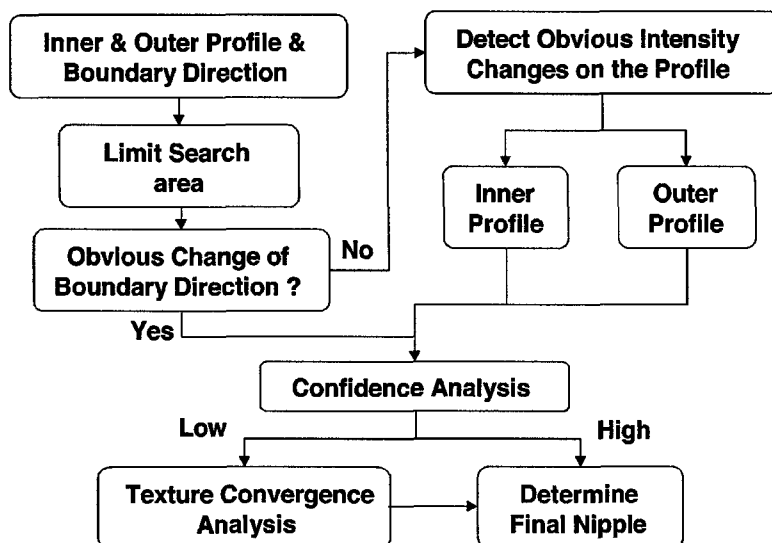 Inner & Outer Profile &
Boundary Direction
Detect Obvious Intensity
Changes on the Profile
Limit Search
area
Inner
Profile
Outer
Profile
Obvious Change of
Boundary Direction ?
No
Yes
Confidence Analysis
Low
High
Texture Convergence
Analysis
Determine
Final Nipple